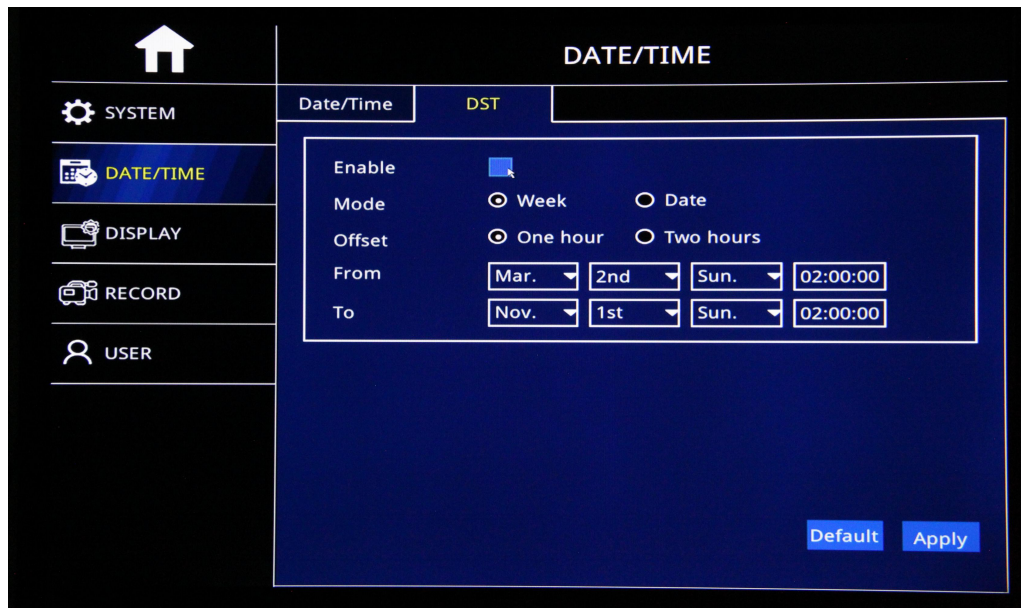 DATE/TIME
SYSTEM
DATE/TIME
DISPLAY
RECORD
USER
Date/Time DST
Enable
Mode Week Date
Offset One hour Two hours
From Mar. 2nd Sun. 02:00:00
To Nov. 1st Sun. 02:00:00
Default Apply